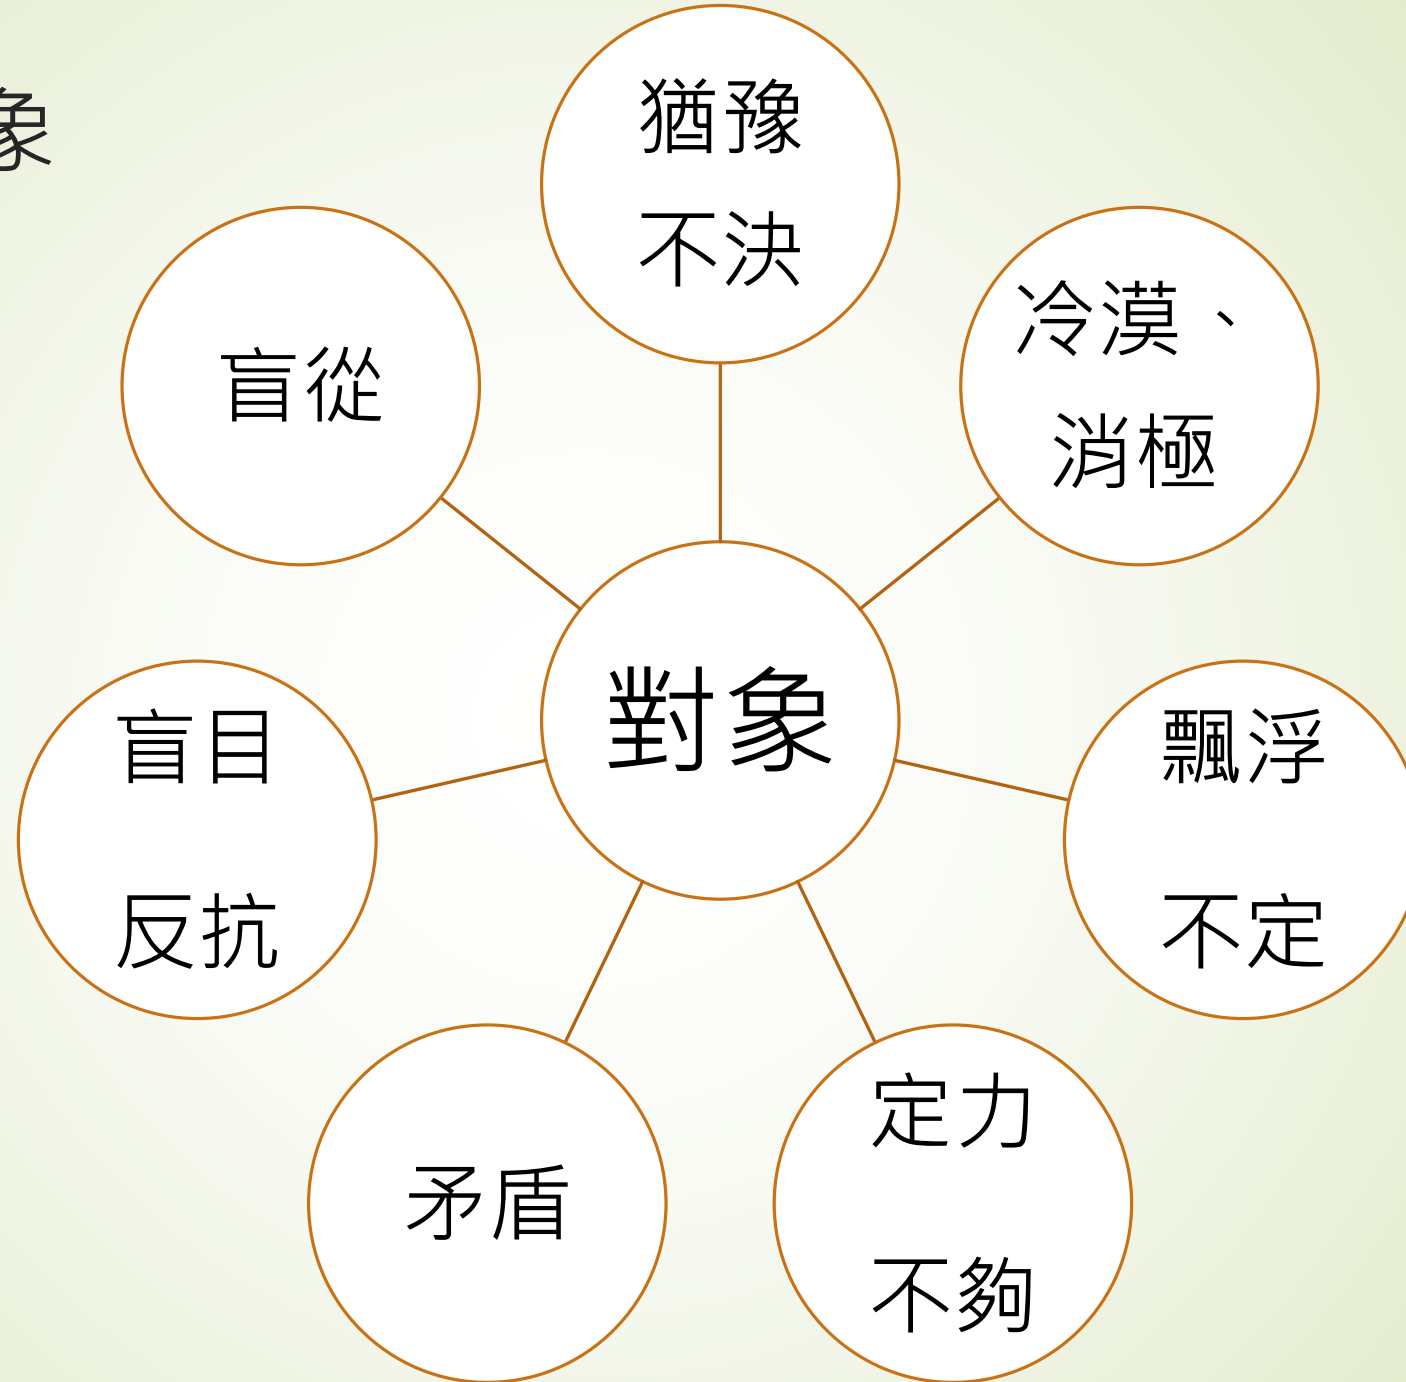 象
猶豫
不決
冷漠、
消極
飄浮
不定
定力
不夠
矛盾
盲目
反抗
盲從
對象